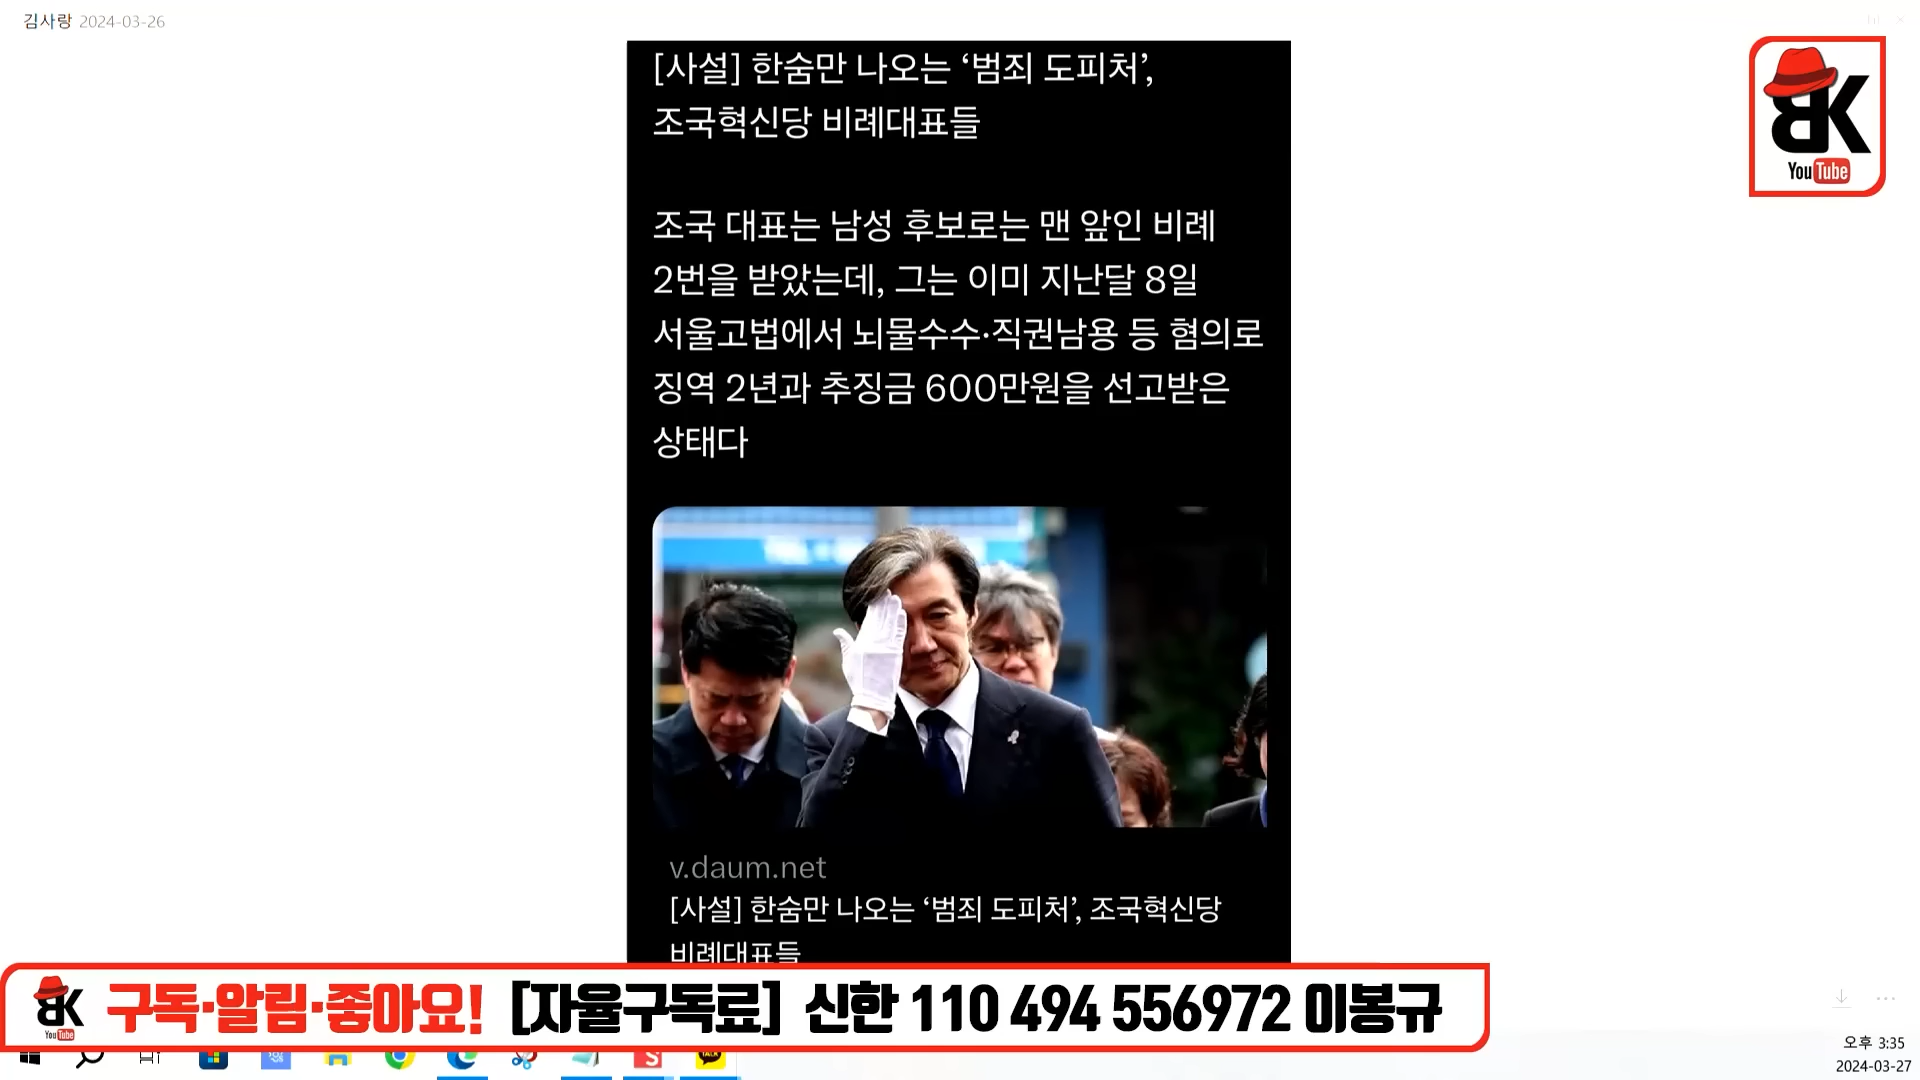 김사랑 2024-03-26
BK
YouTube
[사설] 한숨만 나오는 ‘범죄 도피처’,
조국혁신당 비례대표들
조국 대표는 남성 후보로는 맨 앞인 비례
2번을 받았는데, 그는 이미 지난달 8일
서울고법에서 뇌물수수·직권남용 등 혐의로
징역 2년과 추징금 600만원을 선고받은
상태다
v.daum.net
[사설] 한숨만 나오는 ‘범죄 도피처’, 조국혁신당
비례대표들
BK
YouTube
구독·알림·좋아요! [자율구독료] 신한 110 494 556972 이봉규
TALK
오후 3:35
2024-03-27